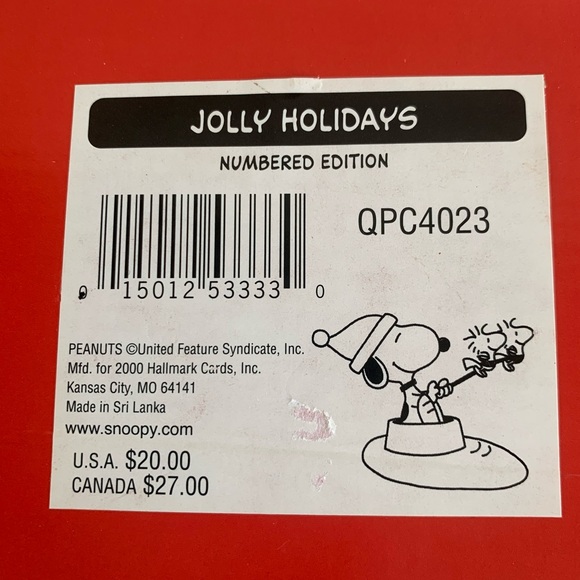 JOLLY HOLIDAYS
NUMBERED EDITION
QPC4023
0 15012 53333 0
PEANUTS ©United Feature Syndicate, Inc.
Mfd. for 2000 Hallmark Cards, Inc.
Kansas City, MO 64141
Made in Sri Lanka
www.snoopy.com
U.S.A. $20.00
CANADA $27.00